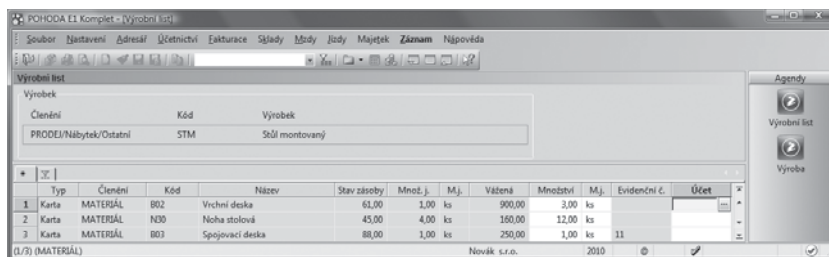 POHODA E1 Komplet - [Výrobní list]
Soubor Nastavení Adresář Účetnictví Fakturace Sklady Mzdy Jízdy Majetek Záznam Nápověda
Výrobní list Agendy
Výrobek
Členění Kód Výrobek
PRODEJ/Nábytek/Ostatní STM Stůl montovaný
Výrobní list
Výroba
Typ Členění Kód Název Stav zásoby Množ. j. M.j. Vážená Množství M.j. Evidenční č. Účet
1 Karta MATERIÁL B02 Vrchní deska 61,00 1,00 ks 900,00 3,00 ks
2 Karta MATERIÁL N30 Noha stolová 45,00 4,00 ks 160,00 12,00 ks
3 Karta MATERIÁL B03 Spojovací deska 88,00 1,00 ks 250,00 1,00 ks 11
(1/3) (MATERIÁL) Novák s.r.o. 2010